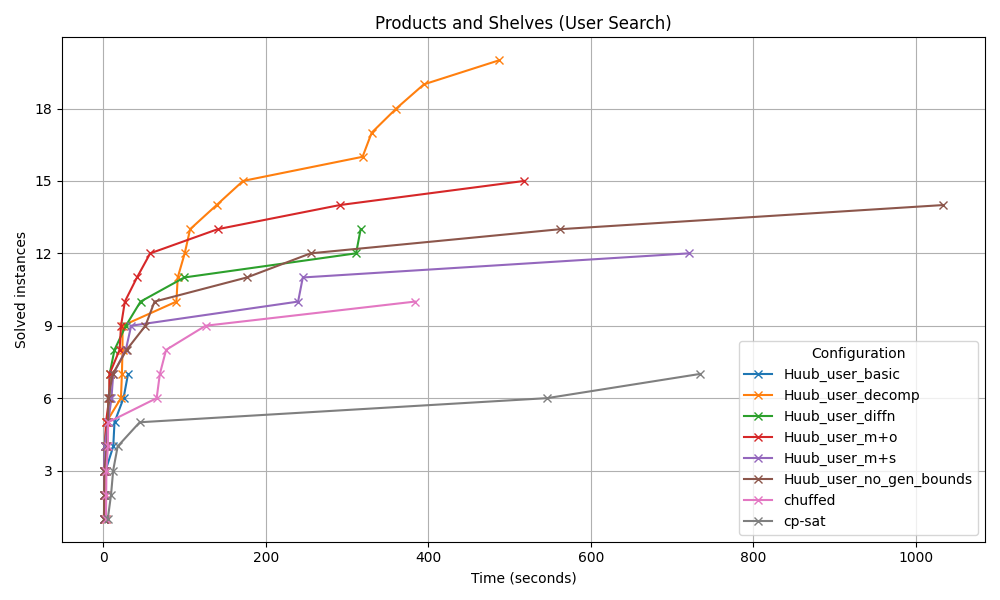 Products and Shelves (User Search)
Solved instances
18
15
12
9
6
3
0 200 400 600 800 1000
Time (seconds)
Configuration
Huub_user_basic
Huub_user_decomp
Huub_user_diffn
Huub_user_m+o
Huub_user_m+s
Huub_user_no_gen_bounds
chuffed
cp-sat